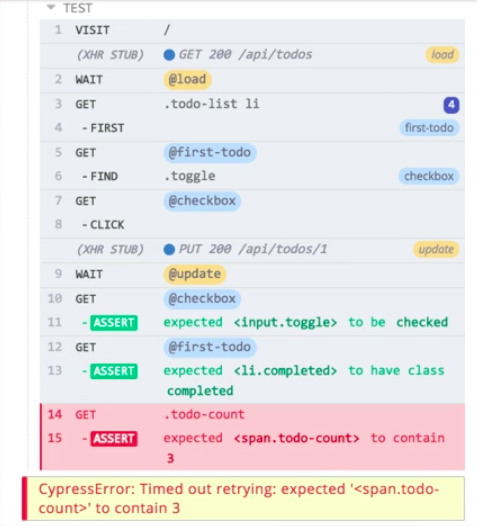 TEST
1 VISIT /
(XHR STUB) GET 200 /api/todos load
2 WAIT @load
3 GET .todo-list li 4
4 - FIRST first-todo
5 GET @first-todo
6 - FIND .toggle checkbox
7 GET @checkbox
8 - CLICK
(XHR STUB) PUT 200 /api/todos/1 update
9 WAIT @update
10 GET @checkbox
11 - ASSERT expected <input.toggle> to be checked
12 GET @first-todo
13 - ASSERT expected <li.completed> to have class
completed
14 GET .todo-count
15 - ASSERT expected <span.todo-count> to contain
3
CypressError: Timed out retrying: expected '<span.todo-
count>' to contain 3